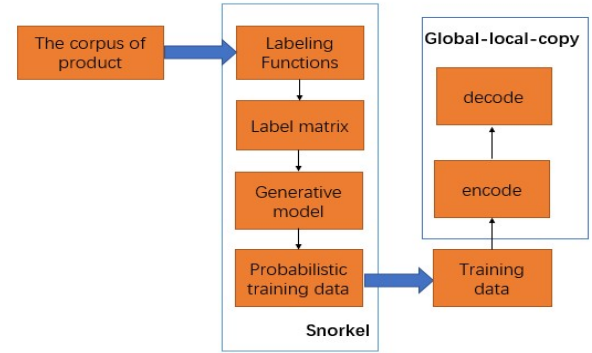 The corpus of
product
Labeling
Functions
Label matrix
Generative
model
Probabilistic
training data
Snorkel
Global-local-copy
decode
encode
Training
data